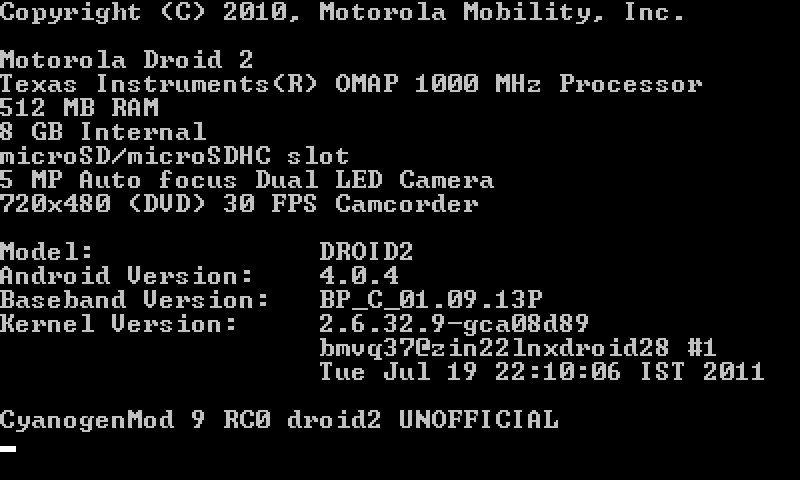 Copyright (C) 2010, Motorola Mobility, Inc.
Motorola Droid 2
Texas Instruments(R) OMAP 1000 MHz Processor
512 MB RAM
8 GB Internal
microSD/microSDHC slot
5 MP Auto focus Dual LED Camera
720x480 (DVD) 30 FPS Camcorder
Model: DROID2
Android Version: 4.0.4
Baseband Version: BP_C_01.09.13P
Kernel Version: 2.6.32.9-gca08d89
bmvq37@zin22lnxdroid28 #1
Tue Jul 19 22:10:06 IST 2011
CyanogenMod 9 RC0 droid2 UNOFFICIAL